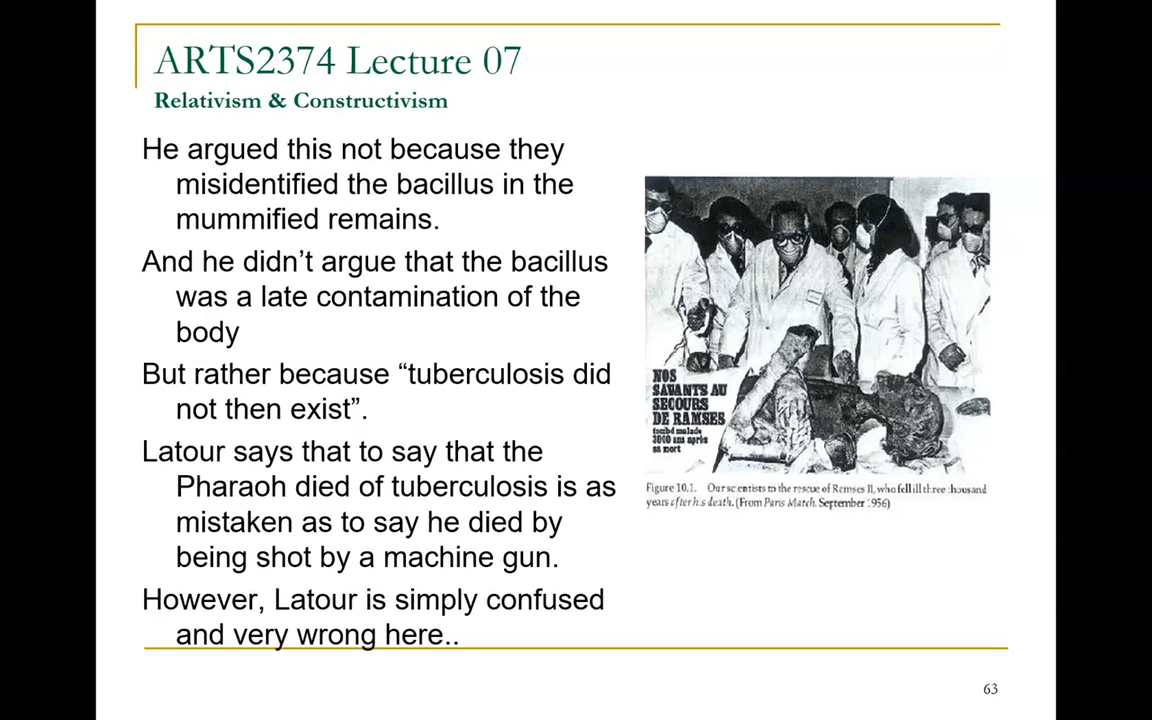 ARTS2374 Lecture 07
Relativism & Constructivism
He argued this not because they
misidentified the bacillus in the
mummified remains.
And he didn’t argue that the bacillus
was a late contamination of the
body
But rather because “tuberculosis did
not then exist”.
Latour says that to say that the
Pharaoh died of tuberculosis is as
mistaken as to say he died by
being shot by a machine gun.
However, Latour is simply confused
and very wrong here..
NOS
SAVANTS AU
SECOURS
DE RAMSES
tombé malade
3000 ans après
sa mort
Figure 10.1. Our scientists to the rescue of Ramses II, who fell ill three thousand
years after his death. (From Paris Match, September 1956)
63